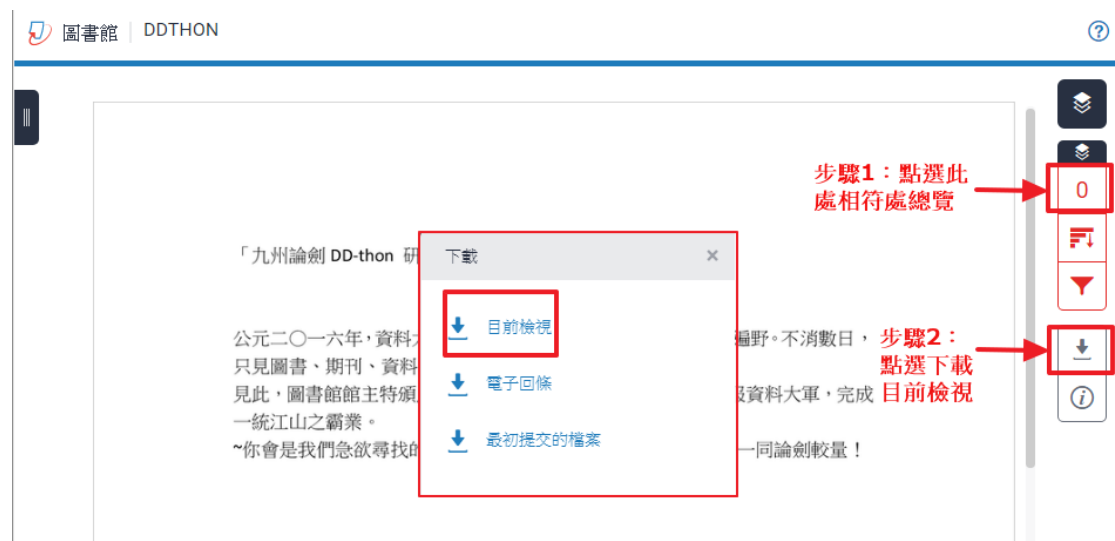 圖書館 DDTHON
步驟1：點選此
處相符處總覽
0
「九州論劍 DD-thon 研
下載 ×
目前檢視
電子回條
最初提交的檔案
公元二〇一六年，資料
遍野。不消數日，
只見圖書、期刊、資料
見此，圖書館館主特頒
資料大軍，完成
一統江山之霸業。
~你會是我們急欲尋找的
一同論劍較量！
步驟2：
點選下載
目前檢視